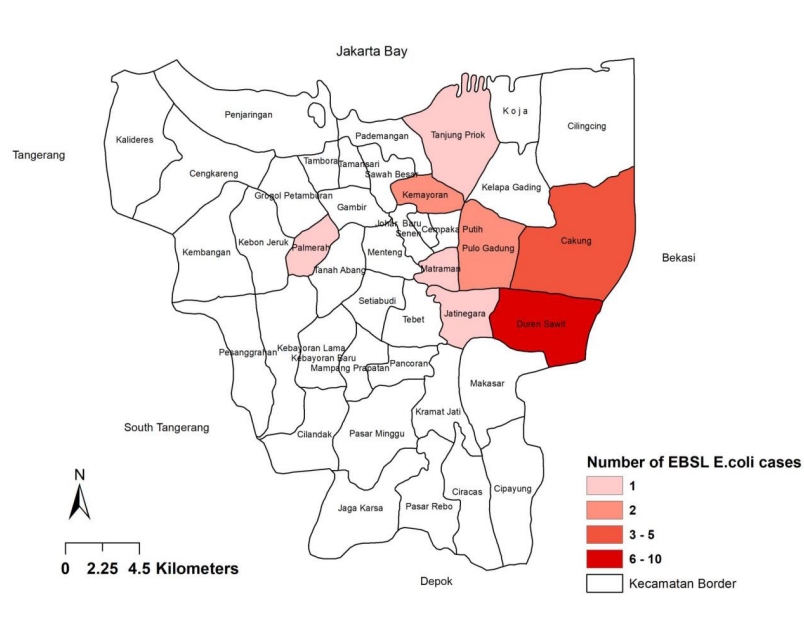 Jakarta Bay
Tangerang
Bekasi
South Tangerang
Depok
Kalideres
Penjaringan
Pademangan
Tanjung Priok
Koja
Cilingcing
Cengkareng
Tambora
Tamansari
Sawah Besar
Kelapa Gading
Grogol Petamburan
Gambir
Kemayoran
Johar Baru
Senen
Cempaka Putih
Pulo Gadung
Cakung
Kembangan
Kebon Jeruk
Palmerah
Tanah Abang
Menteng
Matraman
Setiabudi
Tebet
Jatinegara
Duren Sawit
Pesanggrahan
Kebayoran Lama
Kebayoran Baru
Mampang Prapatan
Pancoran
Makasar
Kramat Jati
Cilandak
Pasar Minggu
Jaga Karsa
Pasar Rebo
Ciracas
Cipayung
N
0 2.25 4.5 Kilometers
Number of EBSL E.coli cases
1
2
3 - 5
6 - 10
Kecamatan Border